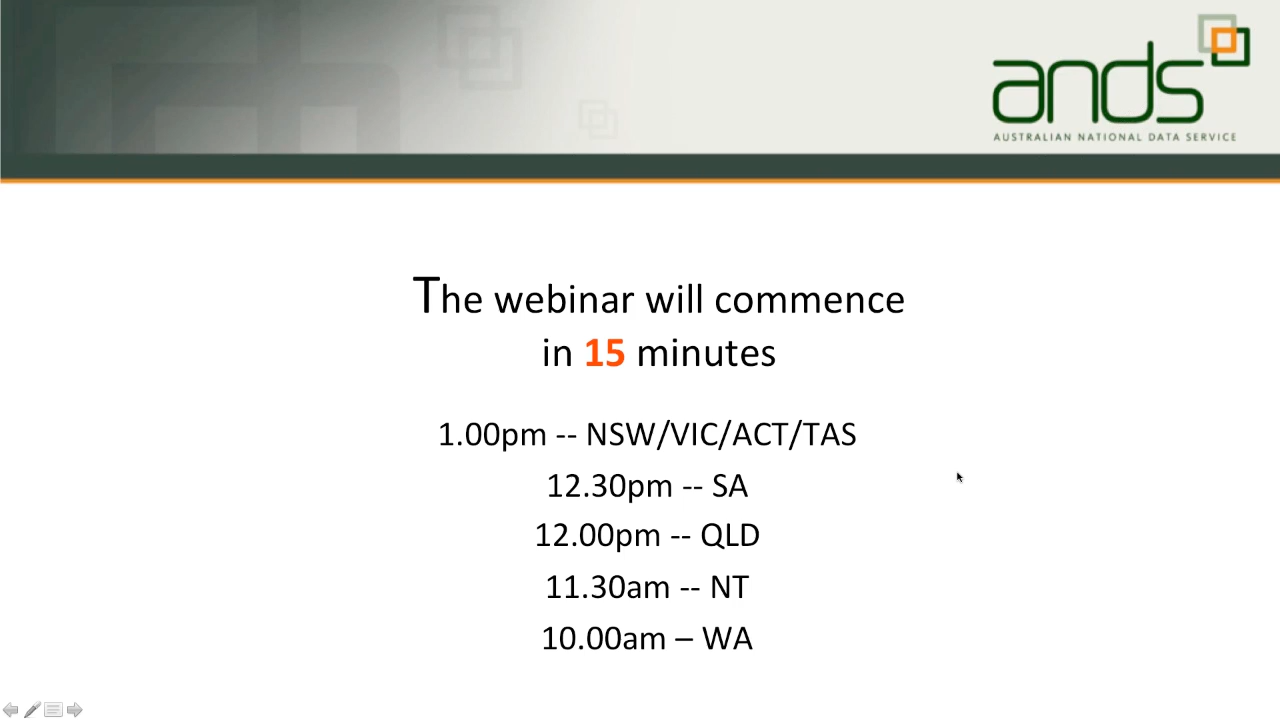 ands
AUSTRALIAN NATIONAL DATA SERVICE
The webinar will commence
in 15 minutes
1.00pm -- NSW/VIC/ACT/TAS
12.30pm -- SA
12.00pm -- QLD
11.30am -- NT
10.00am – WA